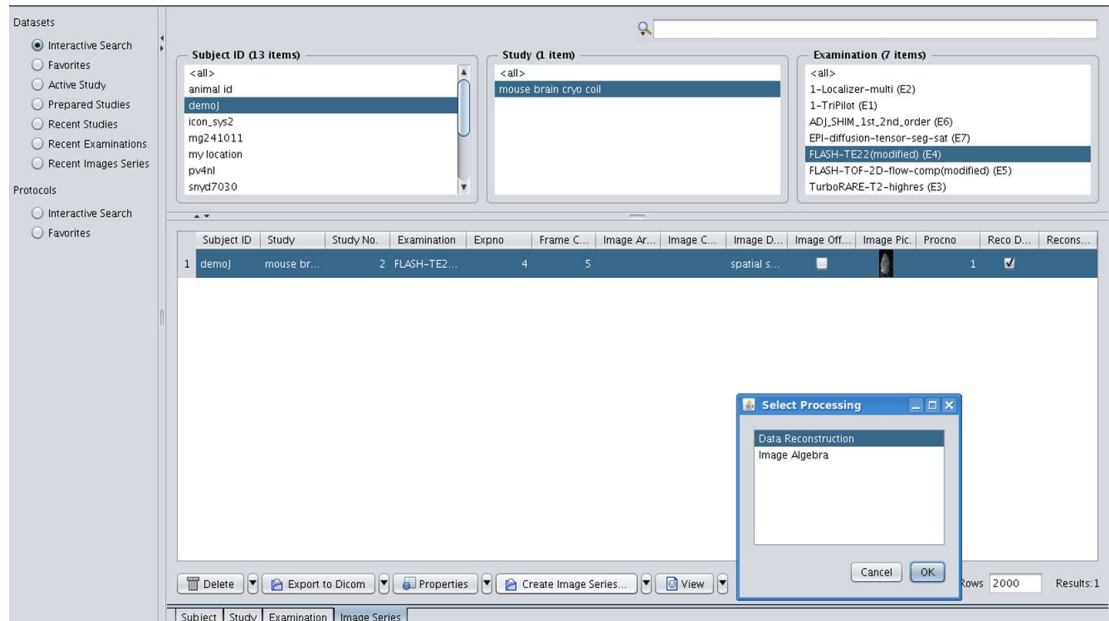 Datasets
Interactive Search
Favorites
Active Study
Prepared Studies
Recent Studies
Recent Examinations
Recent Images Series
Protocols
Interactive Search
Favorites
Subject ID (13 items)
<all>
animal id
demoJ
icon_sys2
mg241011
my location
pv4nl
snyd7030
Study (1 item)
<all>
mouse brain cryo coil
Examination (7 items)
<all>
1-Localizer-multi (E2)
1-TriPilot (E1)
ADJ_SHIM_1st_2nd_order (E6)
EPI-diffusion-tensor-seg-sat (E7)
FLASH-TE22(modified) (E4)
FLASH-TOF-2D-flow-comp(modified) (E5)
TurboRARE-T2-highres (E3)
Subject ID Study Study No. Examination Expno Frame C... Image Ar... Image C... Image D... Image Off... Image Pic. Procno Reco D... Recons...
1 demoJ mouse br... 2 FLASH-TE2... 4 5 spatial s... 1
Select Processing
Data Reconstruction
Image Algebra
Cancel OK
Delete Export to Dicom Properties Create Image Series... View Rows 2000 Results:1
Subject Study Examination Image Series